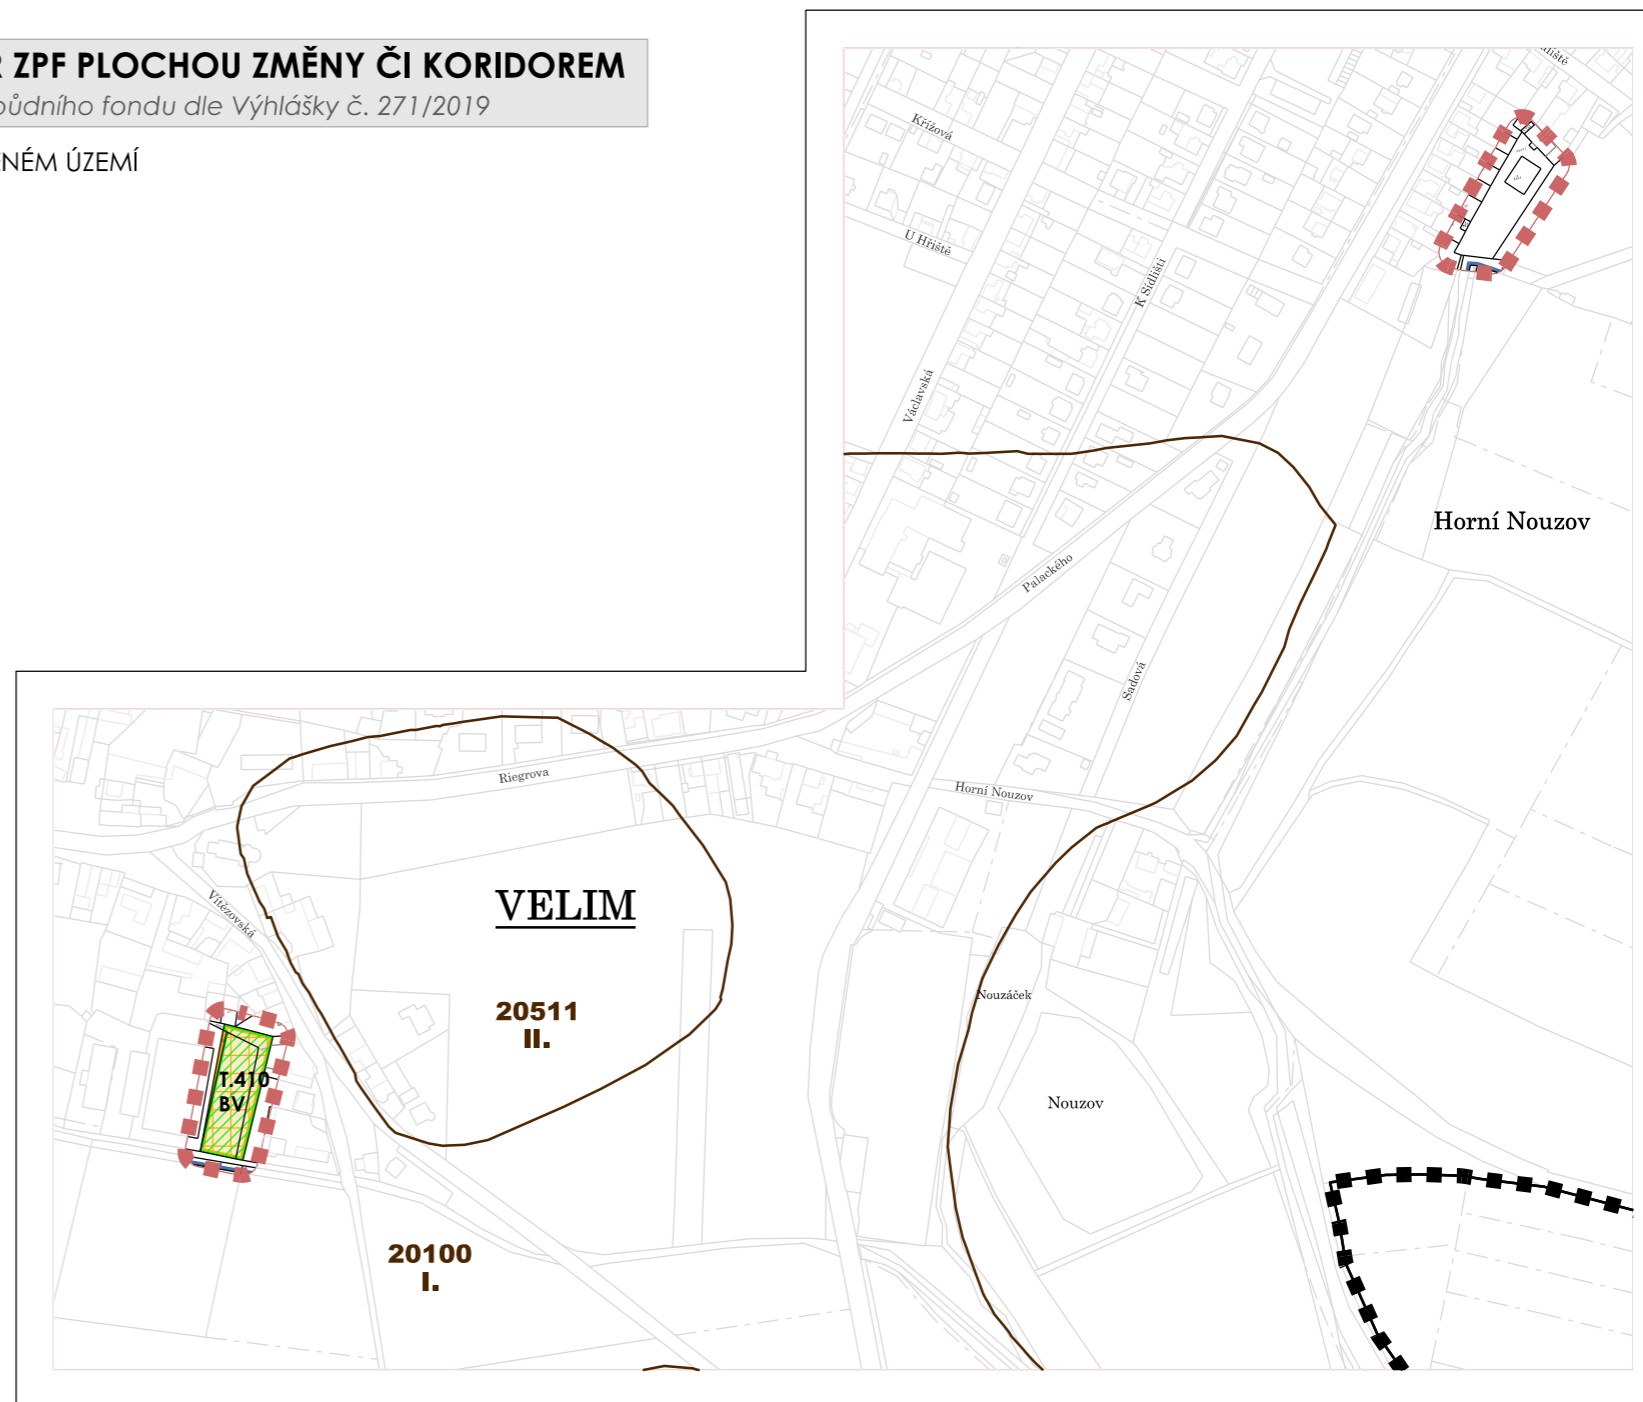 R ZPF PLOCHOU ZMĚNY ČI KORIDOREM
půdního fondu dle Výhlášky č. 271/2019
ENÉM ÚZEMÍ
Křížová
U Hřiště
K Sídlišti
Václavská
Horní Nouzov
Palackého
Sadová
Riegrova
Horní Nouzov
Vítězovská
VELIM
20511
II.
Nouzáček
T.410
BV
Nouzov
20100
I.